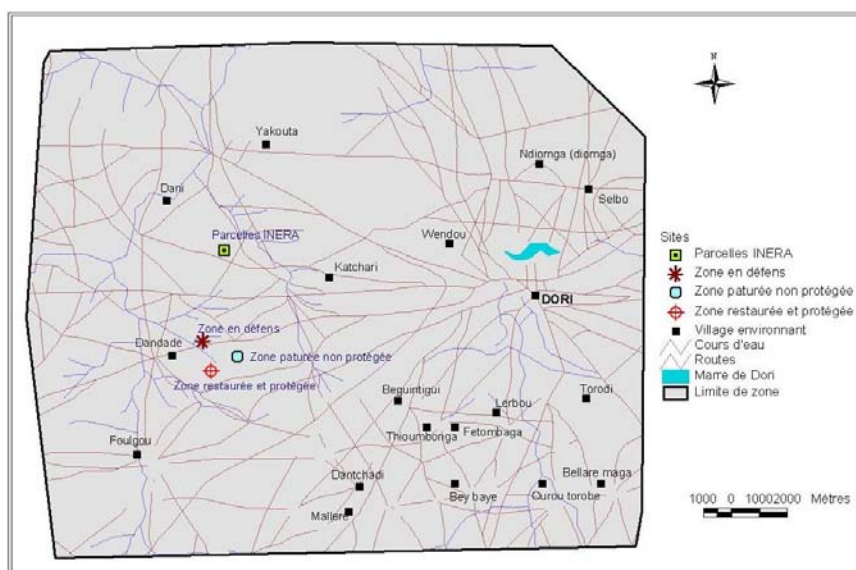 N
Yakouta
Ndiomga (diomga)
Selbo
Dani
Parcelles INERA
Wendou
Katchari
DORI
Zone en défens
Dandade
Zone paturée non protégée
Zone restaurée et protégée
Beguintigui
Lerbou
Torodi
Thioumbonga
Fetombaga
Foulgou
Dantchadi
Bey baye
Ourou torobe
Bellare maga
Mallere
Sites
Parcelles INERA
Zone en défens
Zone paturée non protégée
Zone restaurée et protégée
Village environnant
Cours d'eau
Routes
Marre de Dori
Limite de zone
1000 0 10002000 Métres